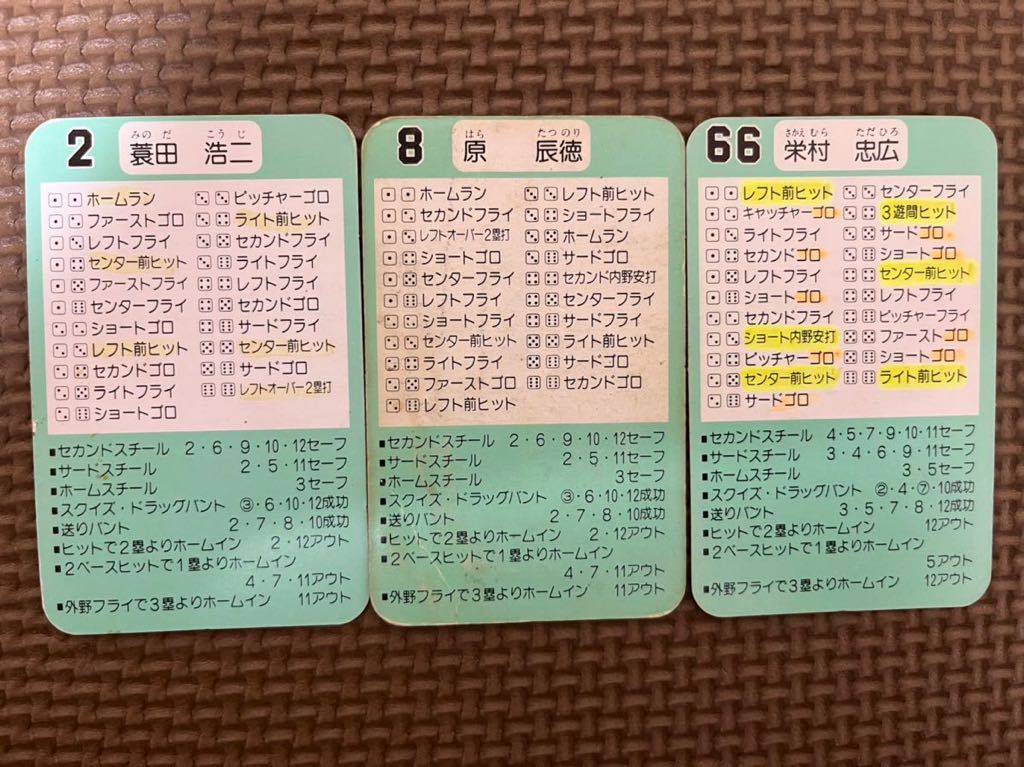 2
みのだ こうじ
蓑田 浩二
ホームラン
ファーストゴロ
レフトフライ
センター前ヒット
ファーストフライ
センターフライ
ショートゴロ
レフト前ヒット
セカンドゴロ
ライトフライ
ショートゴロ
ピッチャーゴロ
ライト前ヒット
セカンドフライ
ライトフライ
レフトフライ
セカンドゴロ
サードフライ
センター前ヒット
サードゴロ
レフトオーバー2塁打
■セカンドスチール 2・6・9・10・12セーフ
■サードスチール 2・5・11セーフ
■ホームスチール 3セーフ
■スクイズ・ドラッグバント ③・6・10・12成功
■送りバント 2・7・8・10成功
■ヒットで2塁よりホームイン 2・12アウト
■2ベースヒットで1塁よりホームイン
4・7・11アウト
■外野フライで3塁よりホームイン 11アウト
8
はら たつのり
原 辰徳
ホームラン
セカンドフライ
レフトオーバー2塁打
ショートゴロ
センターフライ
レフトフライ
ショートフライ
センター前ヒット
ライトフライ
ファーストゴロ
レフト前ヒット
レフト前ヒット
ショートフライ
ホームラン
サードゴロ
セカンド内野安打
センターフライ
サードフライ
ライト前ヒット
サードゴロ
セカンドゴロ
■セカンドスチール 2・6・9・10・12セーフ
■サードスチール 2・5・11セーフ
■ホームスチール 3セーフ
■スクイズ・ドラッグバント ③・6・10・12成功
■送りバント 2・7・8・10成功
■ヒットで2塁よりホームイン 2・12アウト
■2ベースヒットで1塁よりホームイン
4・7・11アウト
■外野フライで3塁よりホームイン 11アウト
66
さかえむら ただひろ
栄村 忠広
レフト前ヒット
キャッチャーゴロ
ライトフライ
セカンドゴロ
レフトフライ
ショートゴロ
セカンドフライ
ショート内野安打
ピッチャーゴロ
センター前ヒット
サードゴロ
センターフライ
3遊間ヒット
サードゴロ
ショートゴロ
センター前ヒット
レフトフライ
ピッチャーフライ
ファーストゴロ
ショートゴロ
ライト前ヒット
■セカンドスチール 4・5・7・9・10・11セーフ
■サードスチール 3・4・6・9・11セーフ
■ホームスチール 3・5セーフ
■スクイズ・ドラッグバント ②・4・⑦・10成功
■送りバント 3・5・7・8・12成功
■ヒットで2塁よりホームイン 12アウト
■2ベースヒットで1塁よりホームイン
5アウト
■外野フライで3塁よりホームイン 12アウト